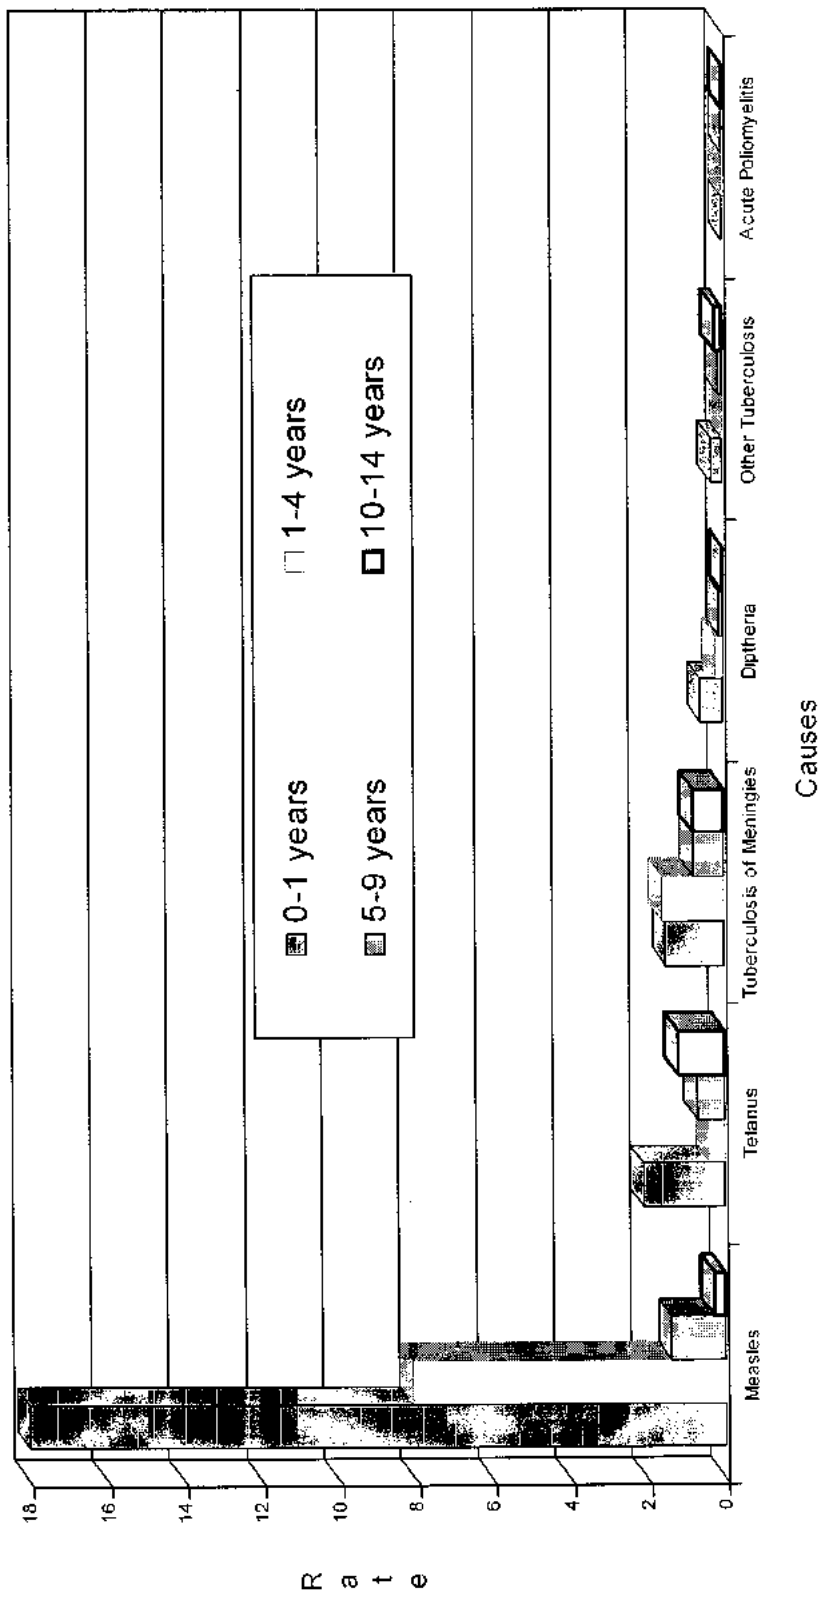 Rate
18
16
14
12
10
8
6
4
2
0
0-1 years
1-4 years
5-9 years
10-14 years
Measles
Tetanus
Tuberculosis of Meningies
Diptheria
Other Tuberculosis
Acute Poliomyelitis
Causes